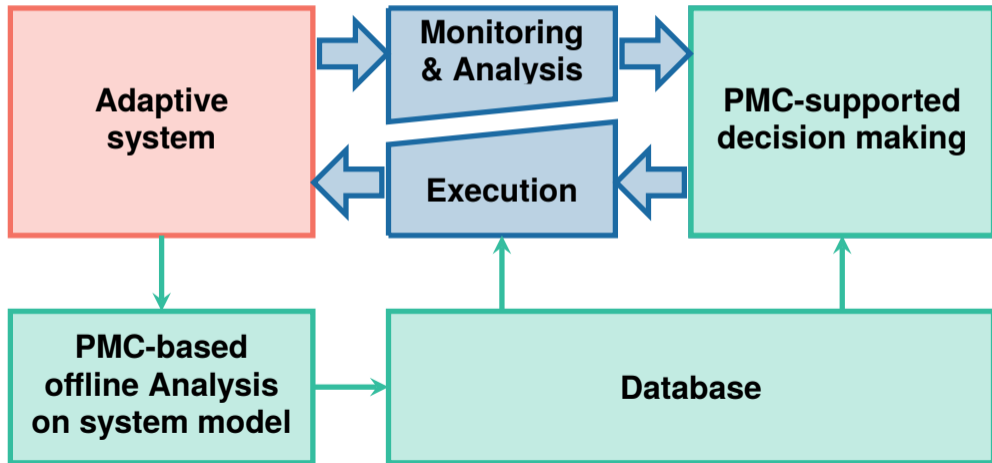 Adaptive
system
Monitoring
& Analysis
PMC-supported
decision making
Execution
PMC-based
offline Analysis
on system model
Database